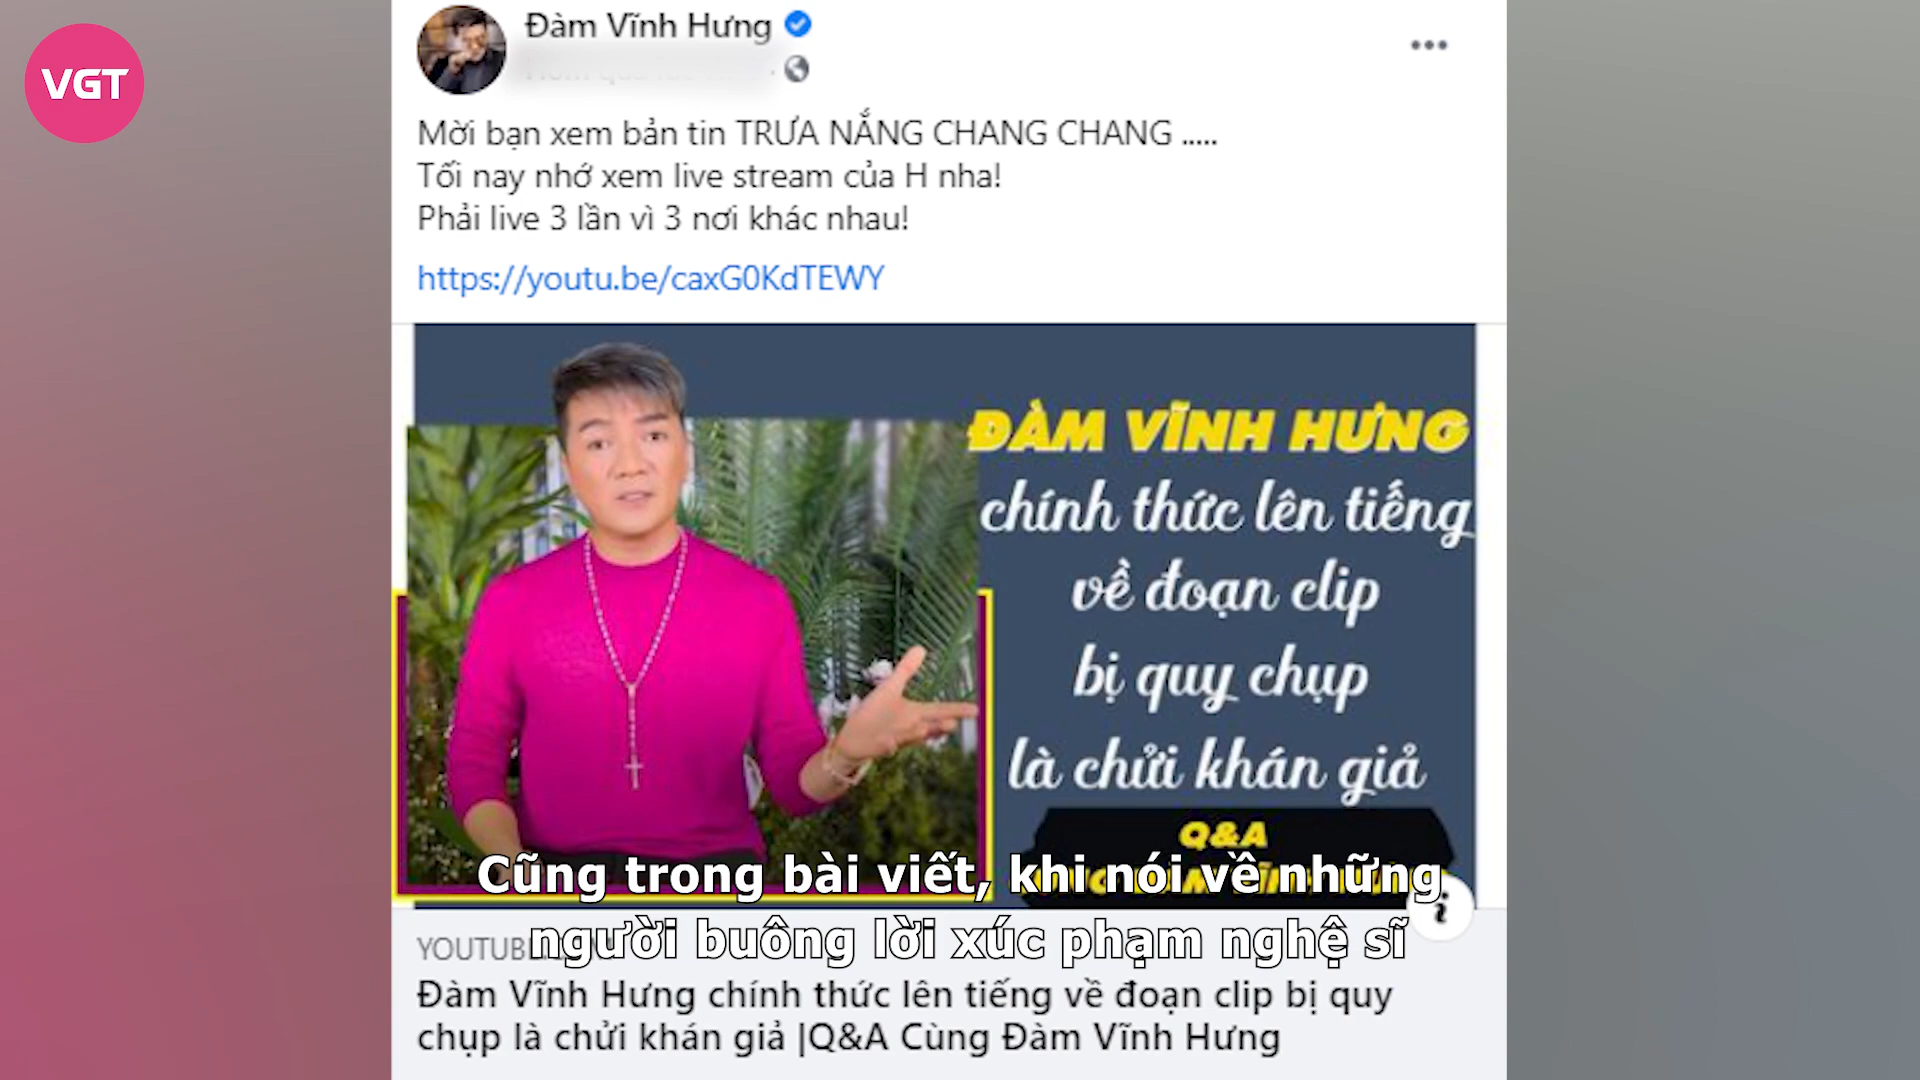 VGT
Đàm Vĩnh Hưng
Mời bạn xem bản tin TRƯA NẮNG CHANG CHANG .....
Tối nay nhớ xem live stream của H nha!
Phải live 3 lần vì 3 nơi khác nhau!
https://youtu.be/caxG0KdTEWY
ĐÀM VĨNH HƯNG
chính thức lên tiếng
về đoạn clip
bị quy chụp
là chửi khán giả
Q&A
Cũng trong bài viết, khi nói về những
người buông lời xúc phạm nghệ sĩ
Đàm Vĩnh Hưng chính thức lên tiếng về đoạn clip bị quy
chụp là chửi khán giả |Q&A Cùng Đàm Vĩnh Hưng